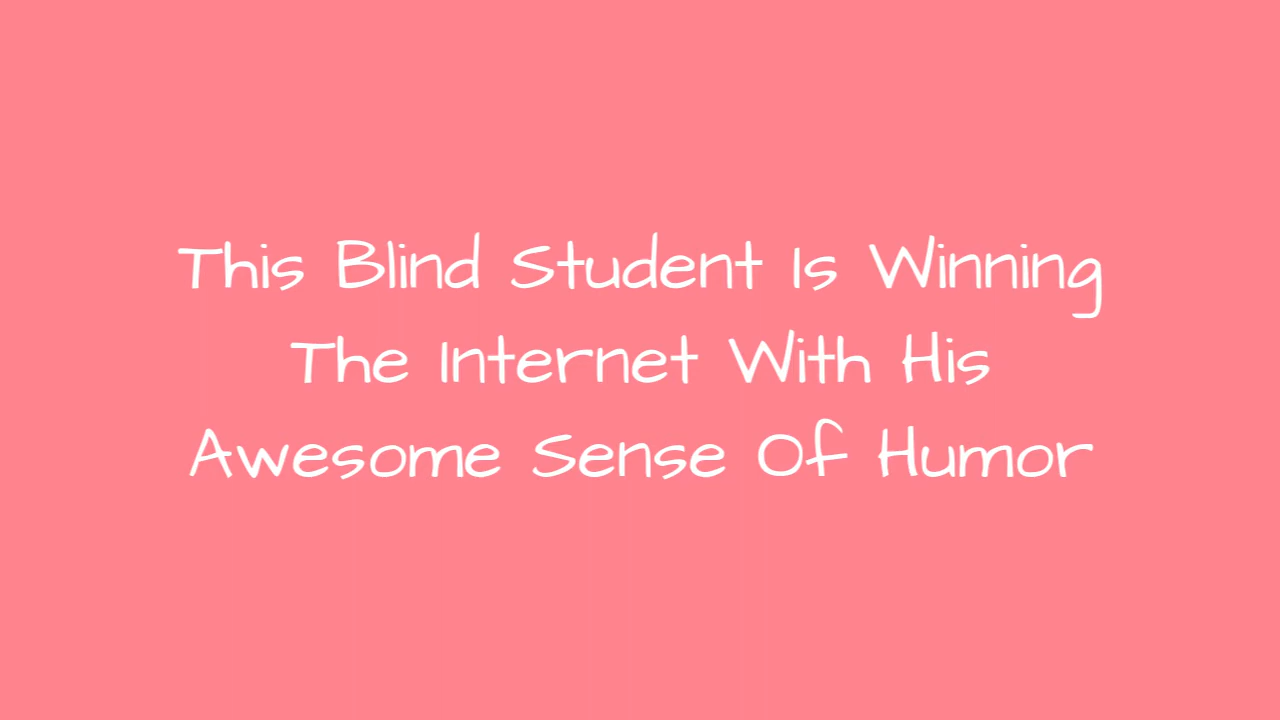 This Blind Student Is Winning
The Internet With His
Awesome Sense Of Humor